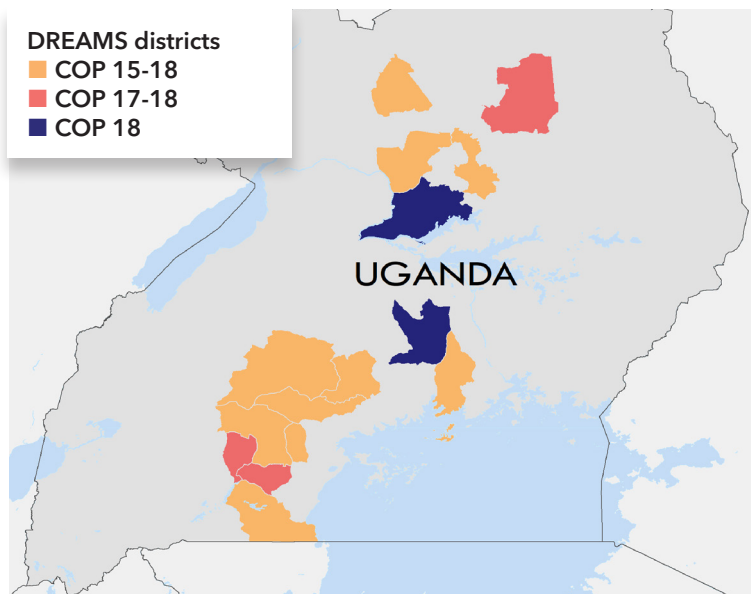 DREAMS districts
COP 15-18
COP 17-18
COP 18
UGANDA